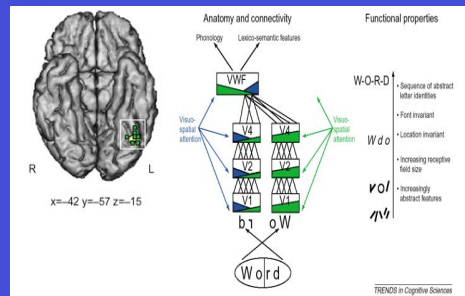 Anatomy and connectivity
Functional properties
Phonology
Lexico-semantic features
VWF
W-O-R-D
• Sequence of abstract
letter identities
• Font invariant
• Location invariant
• Increasing receptive
field size
• Increasingly
abstract features
Visuo-
spatial
attention
Visuo-
spatial
attention
V4
V4
V2
V2
V1
V1
W d o
R
L
x=–42 y=–57 z=–15
oW
Word
TRENDS in Cognitive Sciences